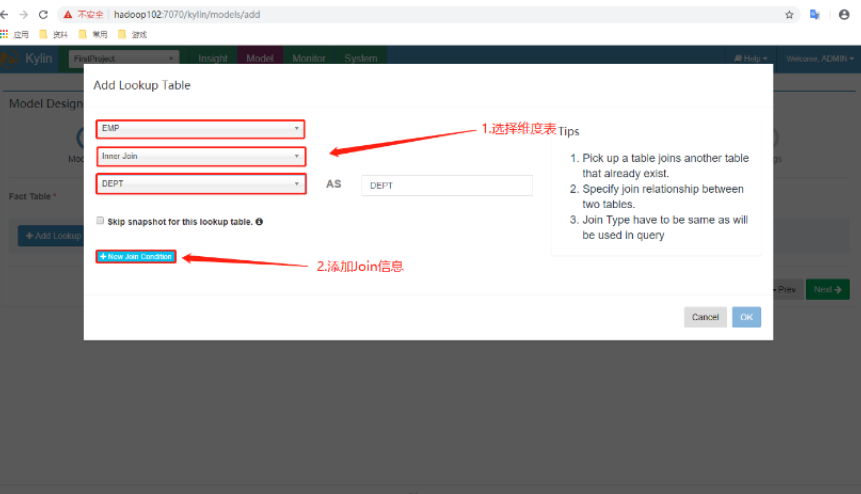 不安全 | hadoop102:7070/kylin/models/add
应用 资料 常用 游戏
Kylin FirstProject Insight Model Monitor System Help Welcome, ADMIN
Model Design
Add Lookup Table
EMP
1.选择维度表
Inner Join
DEPT AS DEPT
Skip snapshot for this lookup table.
+ New Join Condition
2.添加Join信息
Tips
1. Pick up a table joins another table
that already exist.
2. Specify join relationship between
two tables.
3. Join Type have to be same as will
be used in query
Fact Table *
+ Add Lookup
Prev Next
Cancel OK